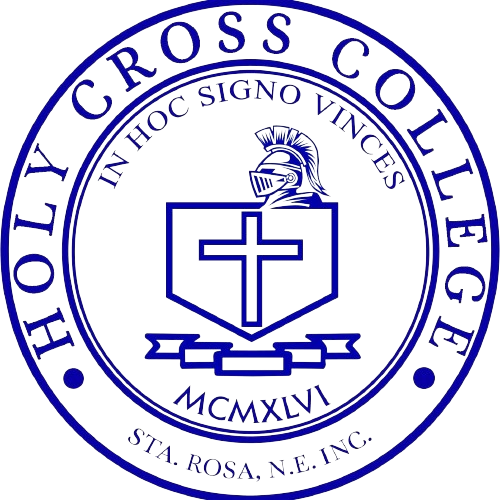 HOLY CROSS COLLEGE
IN HOC SIGNO VINCES
MCMXLVI
STA. ROSA, N.E. INC.